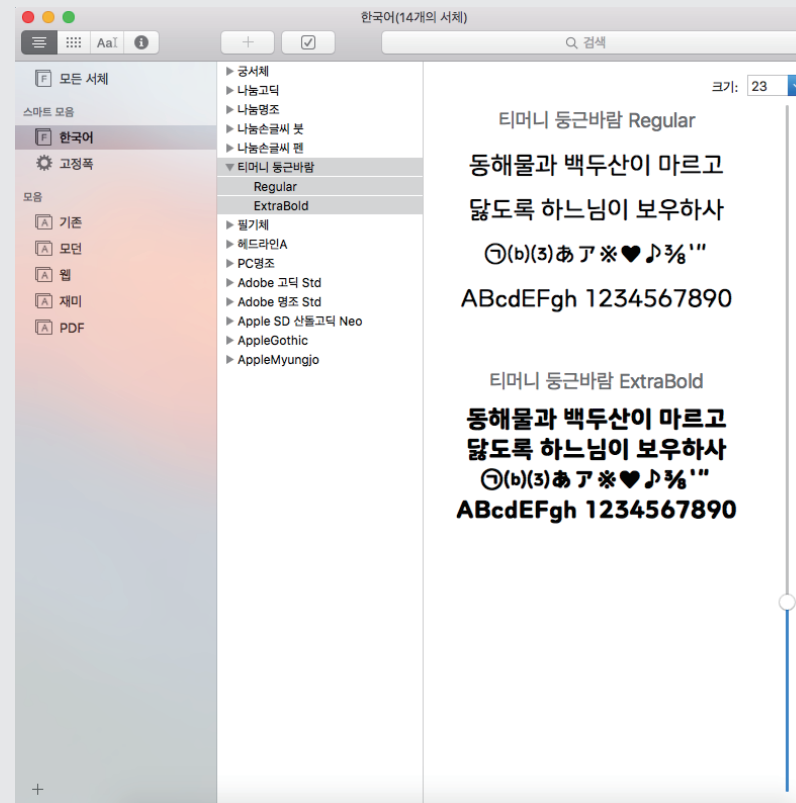 한국어(14개의 서체)
AaI
검색
모든 서체
스마트 모음
한국어
고정폭
모음
기존
모던
웹
재미
PDF
궁서체
나눔고딕
나눔명조
나눔손글씨 붓
나눔손글씨 펜
티머니 둥근바람
Regular
ExtraBold
필기체
헤드라인A
PC명조
Adobe 고딕 Std
Adobe 명조 Std
Apple SD 산돌고딕 Neo
AppleGothic
AppleMyungjo
크기: 23
티머니 둥근바람 Regular
동해물과 백두산이 마르고
닳도록 하느님이 보우하사
㉠⒝⑶あア※♥♪⅜'"
ABcdEFgh 1234567890
티머니 둥근바람 ExtraBold
동해물과 백두산이 마르고
닳도록 하느님이 보우하사
㉠⒝⑶あア※♥♪⅜'"
ABcdEFgh 1234567890